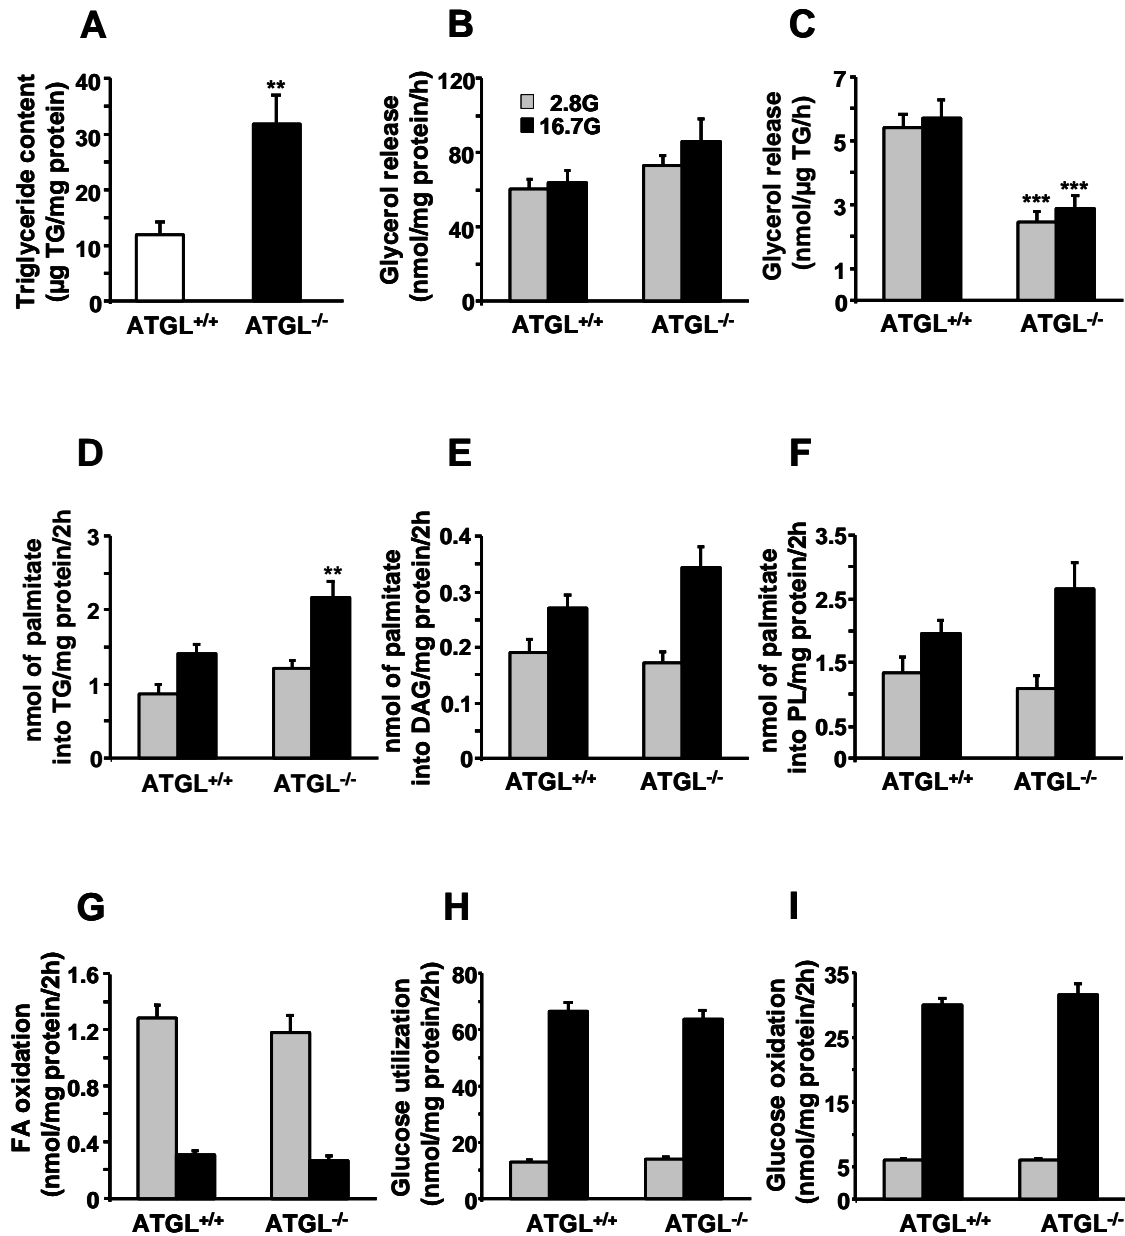 A
Triglyceride content
(µg TG/mg protein)
40
30
20
10
0
**
ATGL+/+
ATGL-/-
B
Glycerol release
(nmol/mg protein/h)
120
80
40
0
2.8G
16.7G
ATGL+/+
ATGL-/-
C
Glycerol release
(nmol/µg TG/h)
7
5
3
1
0
***
***
ATGL+/+
ATGL-/-
D
nmol of palmitate
into TG/mg protein/2h
3
2
1
0
**
ATGL+/+
ATGL-/-
E
nmol of palmitate
into DAG/mg protein/2h
0.4
0.3
0.2
0.1
0
ATGL+/+
ATGL-/-
F
nmol of palmitate
into PL/mg protein/2h
3.5
2.5
1.5
0.5
0
ATGL+/+
ATGL-/-
G
FA oxidation
(nmol/mg protein/2h)
1.6
1.2
0.8
0.4
0
ATGL+/+
ATGL-/-
H
Glucose utilization
(nmol/mg protein/2h)
80
60
40
20
0
ATGL+/+
ATGL-/-
I
Glucose oxidation
(nmol/mg protein/2h)
35
25
15
5
0
ATGL+/+
ATGL-/-